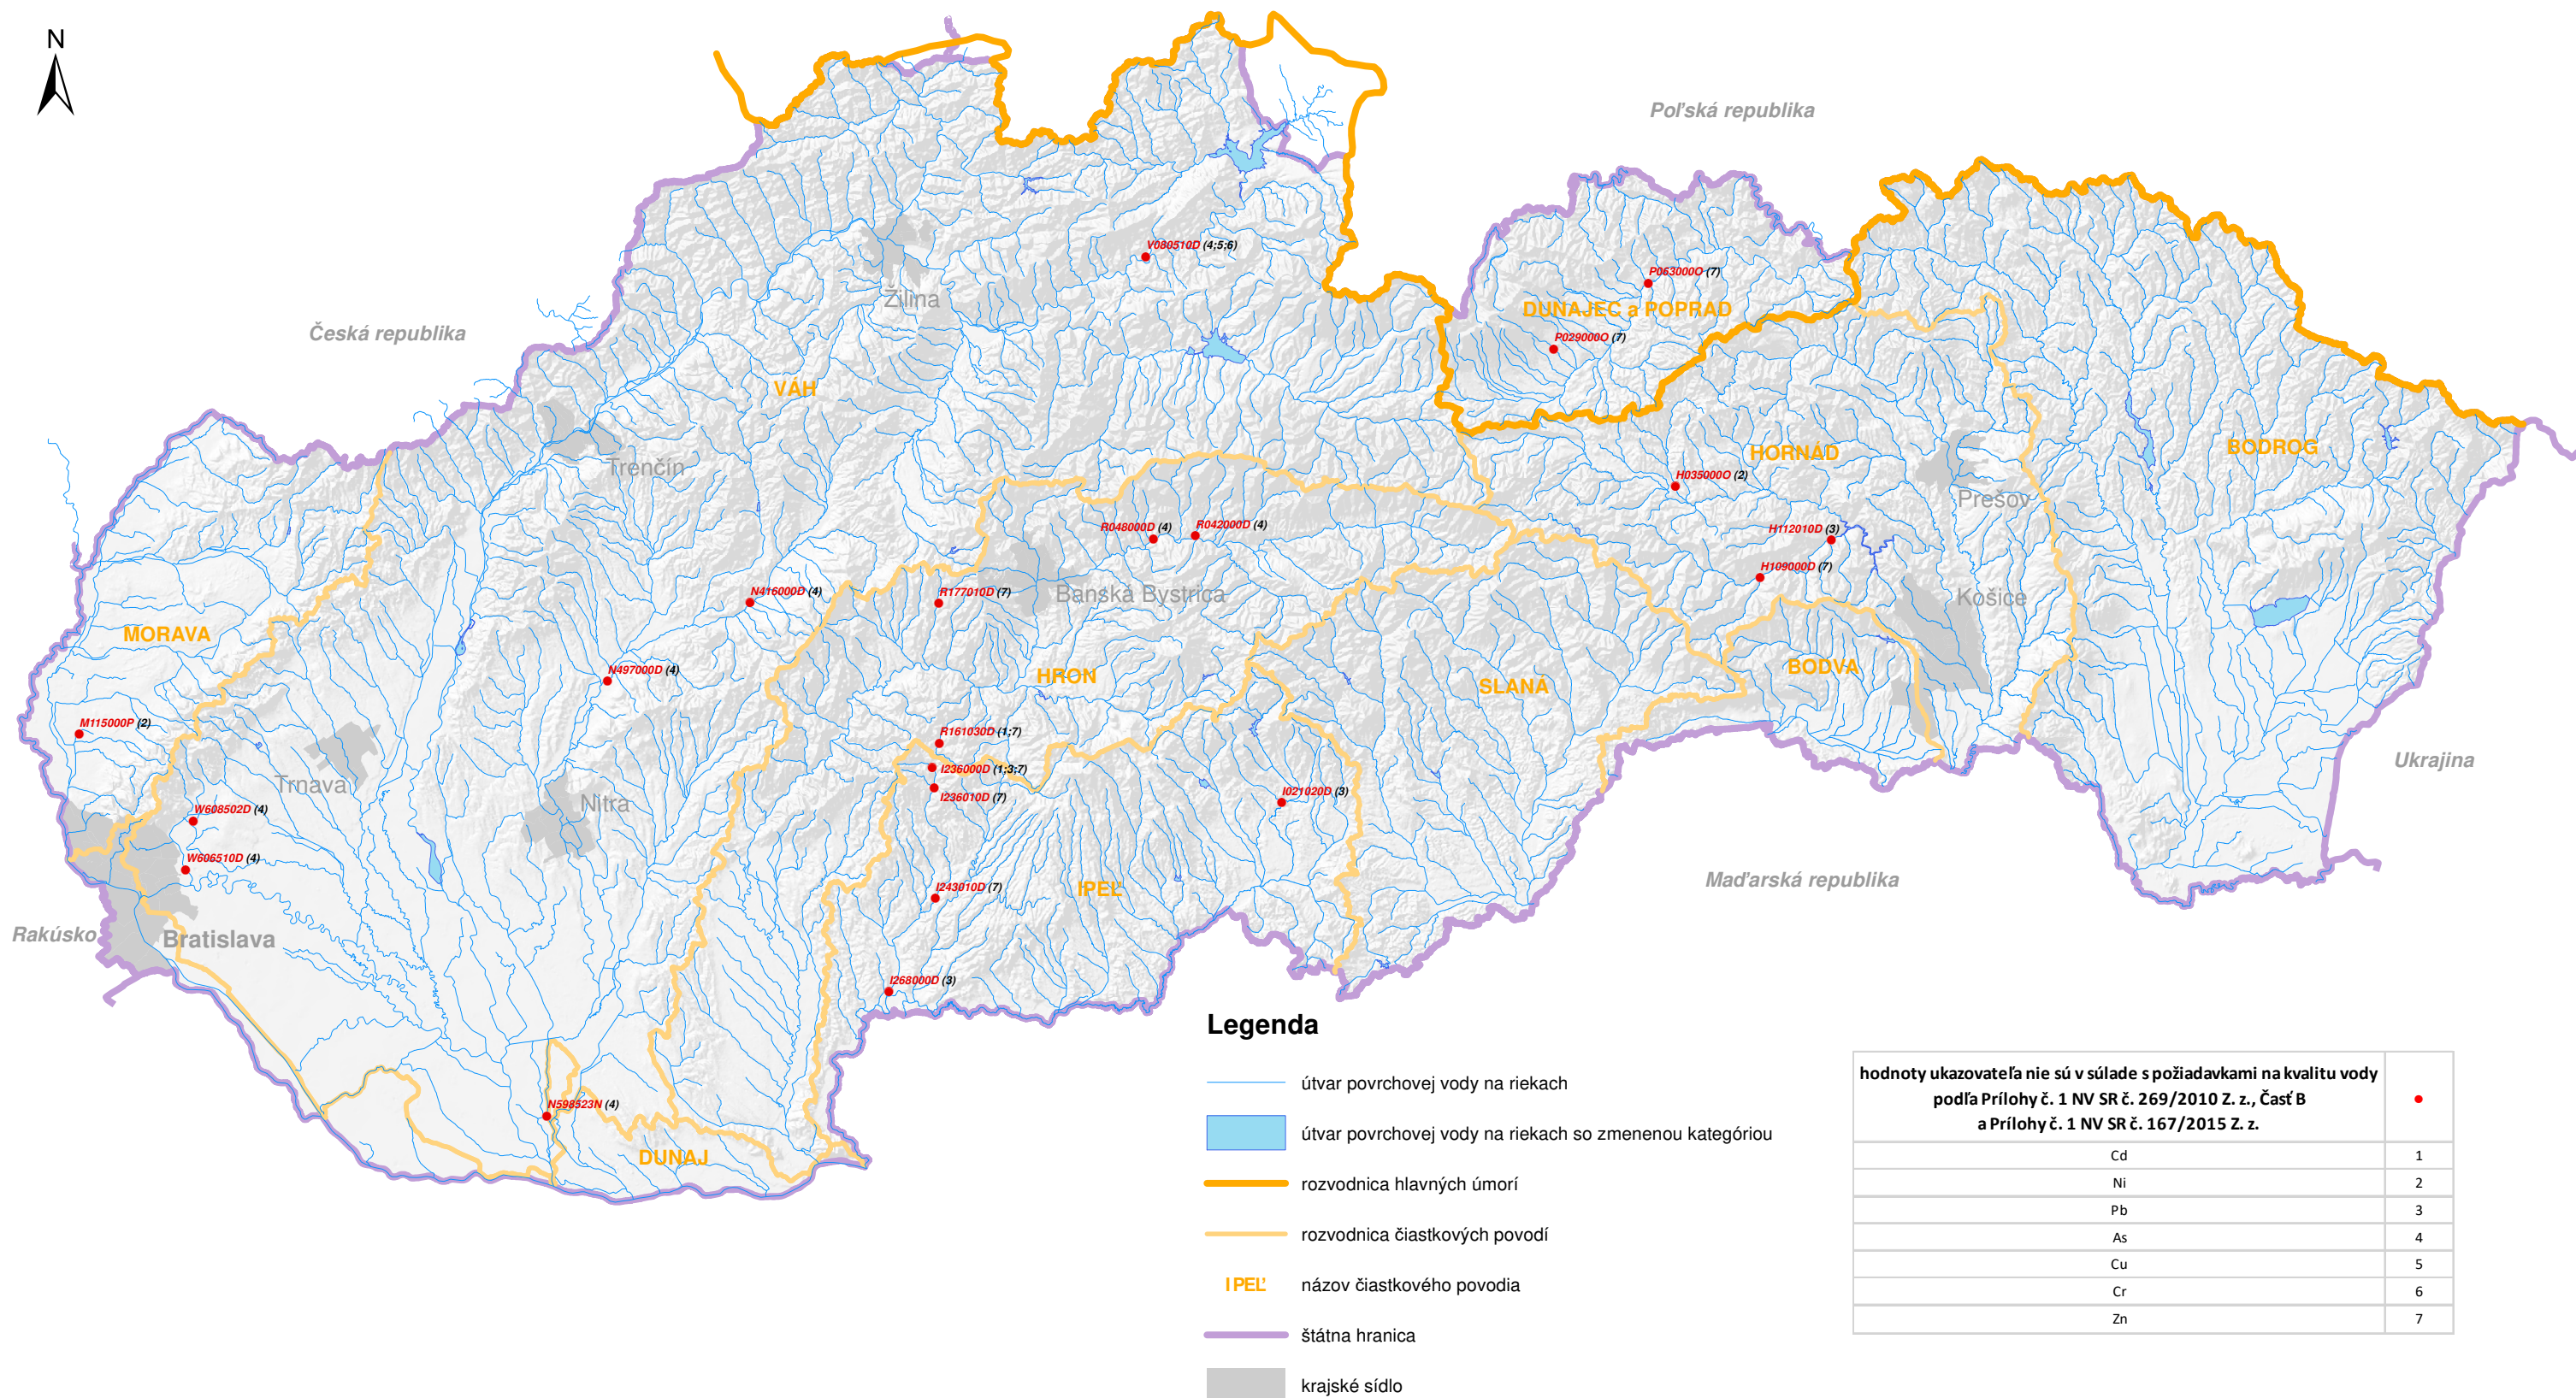 N
Poľská republika
V080510D (4;5;6)
P063000O (7)
Žilina
DUNAJEC a POPRAD
Česká republika
P029000O (7)
VÁH
HORNÁD
BODROG
Trenčín
H035000O (2)
Prešov
R048000D (4)
R042000D (4)
H112010D (3)
H109000D (7)
N416000D (4)
R177010D (7)
Banská Bystrica
Košice
MORAVA
N497000D (4)
HRON
SLANÁ
BODVA
M115000P (2)
R161030D (1;7)
I236000D (1;3;7)
Ukrajina
Trnava
Nitra
I236010D (7)
I021020D (3)
W608502D (4)
W606510D (4)
Maďarská republika
I243010D (7)
IPEĽ
Rakúsko
Bratislava
I268000D (3)
N598523N (4)
DUNAJ
Legenda
útvar povrchovej vody na riekach
útvar povrchovej vody na riekach so zmenenou kategóriou
rozvodnica hlavných úmorí
rozvodnica čiastkových povodí
IPEĽ názov čiastkového povodia
štátna hranica
krajské sídlo
hodnoty ukazovateľa nie sú v súlade s požiadavkami na kvalitu vody
podľa Prílohy č. 1 NV SR č. 269/2010 Z. z., Časť B
a Prílohy č. 1 NV SR č. 167/2015 Z. z.
Cd 1
Ni 2
Pb 3
As 4
Cu 5
Cr 6
Zn 7